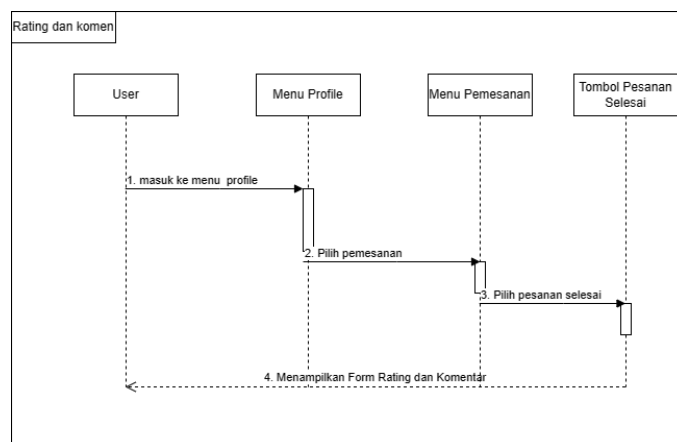 Rating dan komen
User
Menu Profile
Menu Pemesanan
Tombol Pesanan
Selesai
1. masuk ke menu profile
2. Pilih pemesanan
3. Pilih pesanan selesai
4. Menampilkan Form Rating dan Komentar